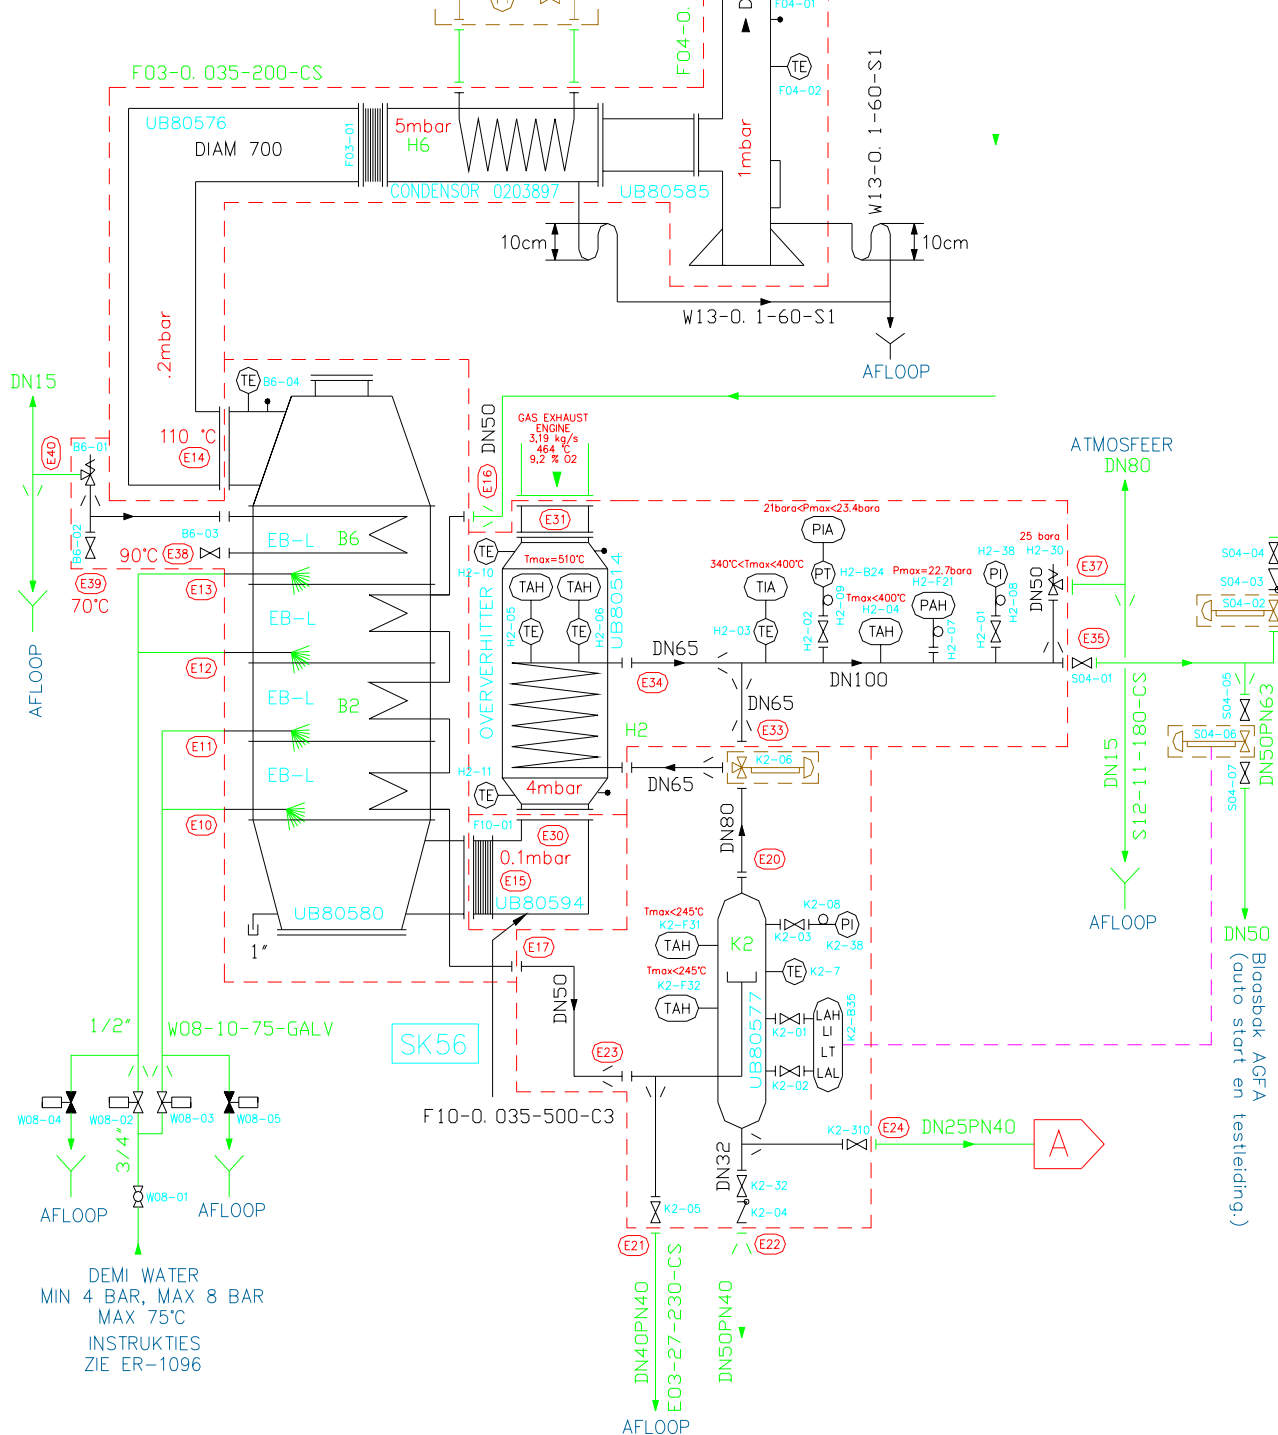 F04-01
TE
F04-02
F04-0.
W13-0. 1-60-S1
F03-0. 035-200-CS
UB80576
DIAM 700
F03-01
5mbar
H6
CONDENSOR 0203897
UB80585
1mbar
10cm
10cm
W13-0. 1-60-S1
AFLOOP
.2mbar
DN15
TE
B6-04
110 °C
E14
E40
B6-01
B6-02
B6-03
90°C
E38
E39
70°C
AFLOOP
DN50
E16
GAS EXHAUST
ENGINE
3,19 kg/s
464 °C
9,2 % O2
E31
ATMOSFEER
DN80
EB-L
B6
E13
EB-L
E12
EB-L
B2
E11
EB-L
E10
UB80580
1"
TE
H2-10
Tmax=510°C
TAH
TAH
TE
TE
H2-05
H2-06
UB80514
OVERVERHITTER
H2
H2-11
TE
4mbar
F10-01
E30
0.1mbar
E15
UB80594
21bara<Pmax<23.4bara
PIA
PT
H2-B24
H2-09
H2-02
340°C<Tmax<400°C
TIA
H2-03
TE
Tmax<400°C
H2-04
TAH
Pmax=22.7bara
H2-F21
PAH
H2-07
H2-38
PI
H2-08
H2-01
25 bara
H2-30
DN50
E37
E35
S04-01
DN65
E34
DN100
DN65
E33
DN65
K2-06
S04-04
S04-03
S04-02
S04-05
S04-06
S04-07
DN50PN63
DN15
S12-11-180-CS
AFLOOP
DN50
Blaasbak AGFA
(auto start en testleiding.)
DN80
E20
Tmax<245°C
K2-F31
TAH
Tmax<245°C
K2-F32
TAH
K2
UB80577
K2-08
K2-03
PI
K2-38
TE
K2-7
K2-01
K2-02
LAH
LI
LT
LAL
K2-B35
E17
DN50
E23
SK56
F10-0. 035-500-C3
1/2"
W08-10-75-GALV
W08-04
W08-02
W08-03
W08-05
3/4"
W08-01
AFLOOP
AFLOOP
DEMI WATER
MIN 4 BAR, MAX 8 BAR
MAX 75°C
INSTRUKTIES
ZIE ER-1096
DN32
K2-310
E24
DN25PN40
A
K2-32
K2-04
K2-05
E21
E22
DN40PN40
E03-27-230-CS
DN50PN40
AFLOOP